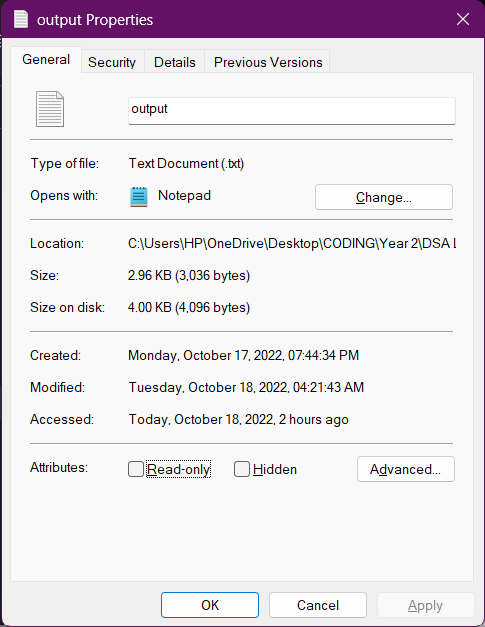 output Properties
General Security Details Previous Versions
output
Type of file: Text Document (.txt)
Opens with: Notepad Change...
Location: C:\Users\HP\OneDrive\Desktop\CODING\Year 2\DSA L
Size: 2.96 KB (3,036 bytes)
Size on disk: 4.00 KB (4,096 bytes)
Created: Monday, October 17, 2022, 07:44:34 PM
Modified: Tuesday, October 18, 2022, 04:21:43 AM
Accessed: Today, October 18, 2022, 2 hours ago
Attributes: Read-only Hidden Advanced...
OK Cancel Apply